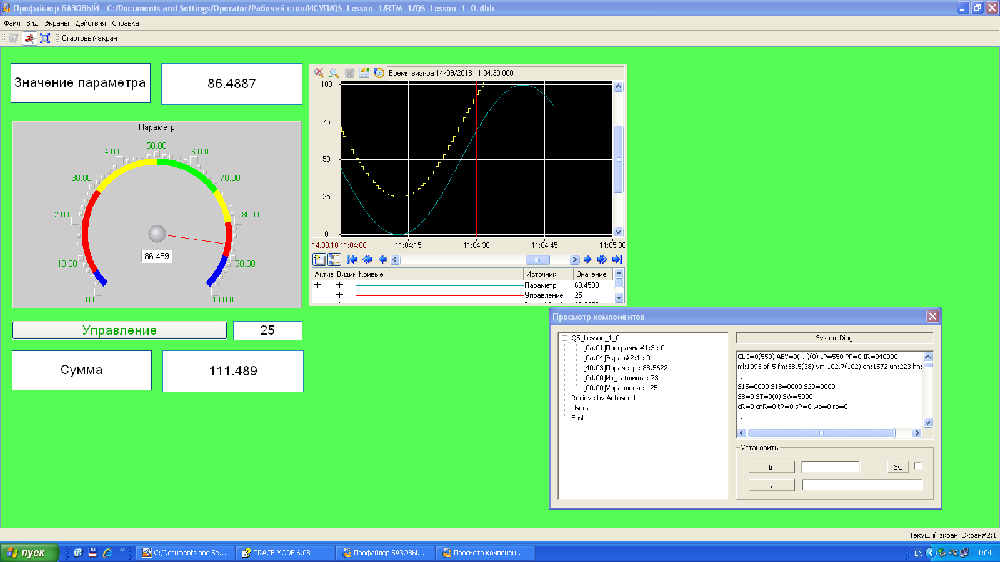 Профайлер БАЗОВЫЙ - C:/Documents and Settings/Operator/Рабочий стол/ИСУП/QS_Lesson_1/RTM_1/QS_Lesson_1_0.dbb
Файл Вид Экраны Действия Справка
Стартовый экран
Значение параметра
86.4887
Параметр
50.00
40.00
60.00
30.00
70.00
20.00
80.00
10.00
90.00
0.00
100.00
86.489
Управление
25
Сумма
111.489
Время визира 14/09/2018 11:04:30.000
100
75
50
25
0
14.09.18 11:04:00 11:04:15 11:04:30 11:04:45 11:05:00
Актив Видим Кривые Источник Значение
Параметр 68.4589
Управление 25
Просмотр компонентов
QS_Lesson_1_0
[0a.01]Программа#1:3 : 0
[0a.04]Экран#2:1 : 0
[40.03]Параметр : 88.5622
[0d.00]Из_таблицы : 73
[00.00]Управление : 25
Recieve by Autosend
Users
Fast
System Diag
CLC=0(550) ABV=0(...)(0) LP=550 PP=0 IR=040000
ml:1093 pf:5 fm:38.5(38) vm:102.7(102) gh:1572 uh:223 hh:
...
S15=0000 S18=0000 S20=0000
SB=0 ST=0(0) SW=5000
cR=0 cnR=0 tR=0 sR=0 wb=0 rb=0
...
Установить
In
SC
...
Текущий экран: Экран#2:1
пуск
C:/Documents and Se...
TRACE MODE 6.08
Профайлер БАЗОВЫ...
Просмотр компонен...
EN
11:04